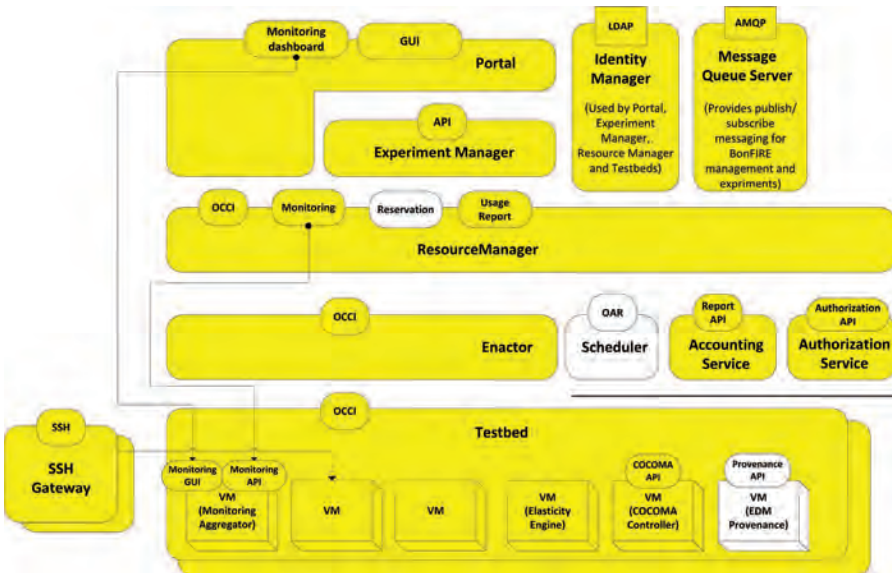 Monitoring
dashboard
GUI
Portal
LDAP
Identity
Manager
(Used by Portal,
Experiment
Manager,
Resource Manager
and Testbeds)
AMQP
Message
Queue Server
(Provides publish/
subscribe
messaging for
BonFIRE
management and
expriments)
API
Experiment Manager
OCCI
Monitoring
Reservation
Usage
Report
ResourceManager
OCCI
Enactor
OAR
Scheduler
Report
API
Accounting
Service
Authorization
API
Authorization
Service
OCCI
Testbed
SSH
SSH
Gateway
Monitoring
GUI
Monitoring
API
VM
(Monitoring
Aggregator)
VM
VM
VM
(Elasticity
Engine)
COCOMA
API
VM
(COCOMA
Controller)
Provenance
API
VM
(EDM
Provenance)